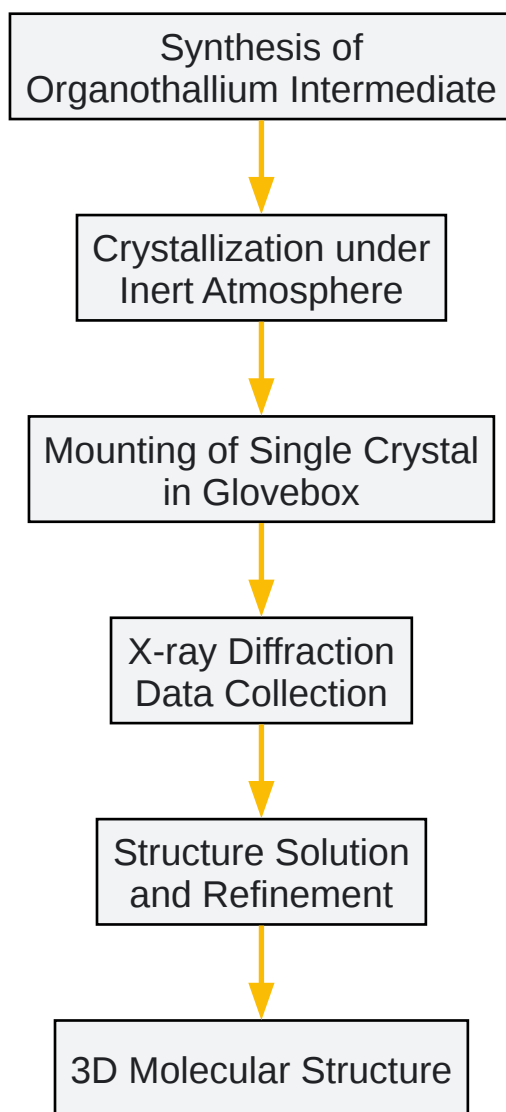 Synthesis of
Organothallium Intermediate
Crystallization under
Inert Atmosphere
Mounting of Single Crystal
in Glovebox
X-ray Diffraction
Data Collection
Structure Solution
and Refinement
3D Molecular Structure